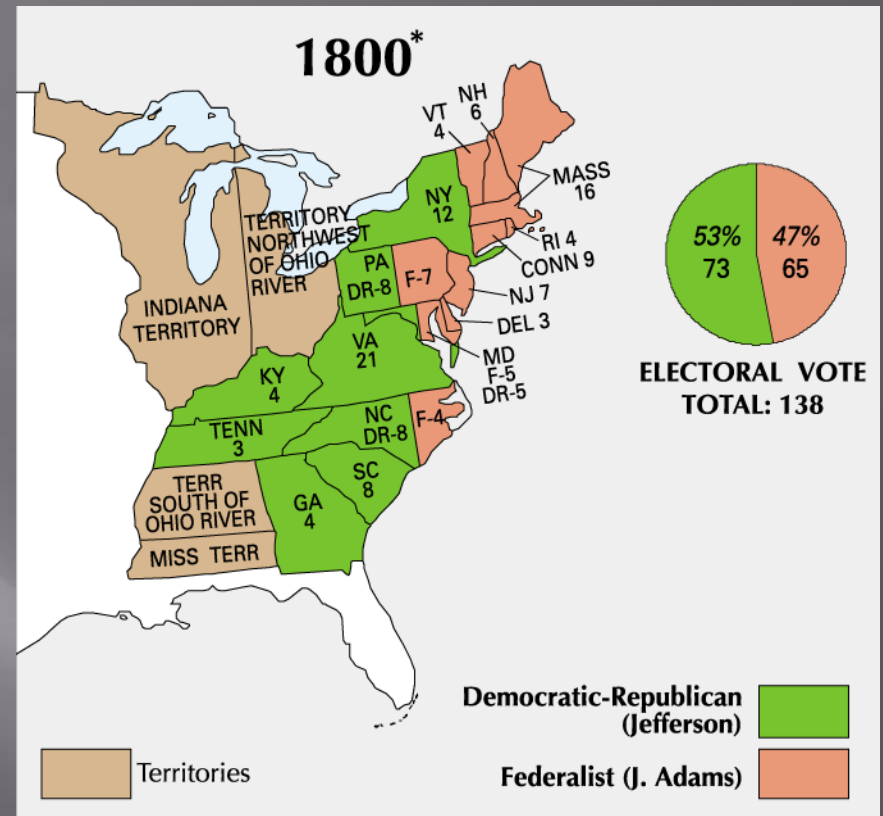 1800*
VT
4
NH
6
MASS
16
NY
12
RI 4
CONN 9
NJ 7
DEL 3
MD
F-5
DR-5
TERRITORY
NORTHWEST
OF OHIO
RIVER
PA
DR-8
F-7
INDIANA
TERRITORY
VA
21
KY
4
TENN
3
NC
DR-8
F-4
SC
8
GA
4
TERR
SOUTH OF
OHIO RIVER
MISS TERR
53%
73
47%
65
ELECTORAL VOTE
TOTAL: 138
Democratic-Republican
(Jefferson)
Federalist (J. Adams)
Territories